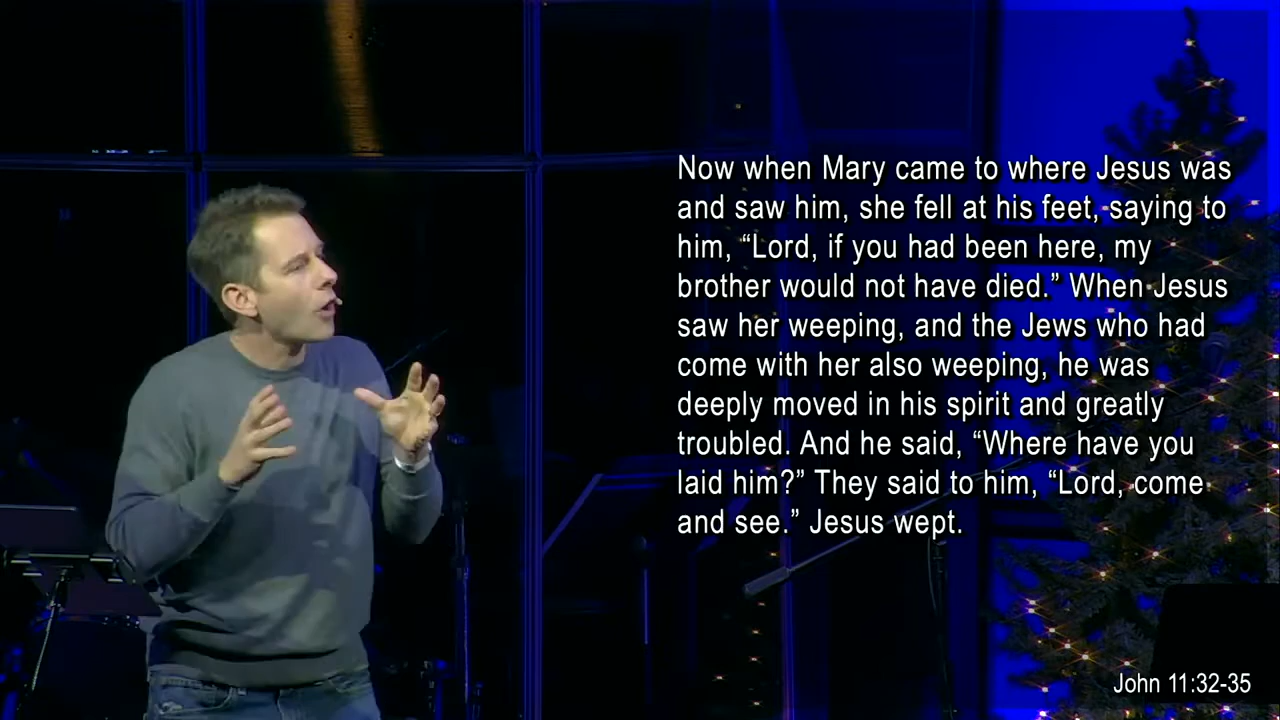 Now when Mary came to where Jesus was
and saw him, she fell at his feet, saying to
him, “Lord, if you had been here, my
brother would not have died.” When Jesus
saw her weeping, and the Jews who had
come with her also weeping, he was
deeply moved in his spirit and greatly
troubled. And he said, “Where have you
laid him?” They said to him, “Lord, come
and see.” Jesus wept.
John 11:32-35